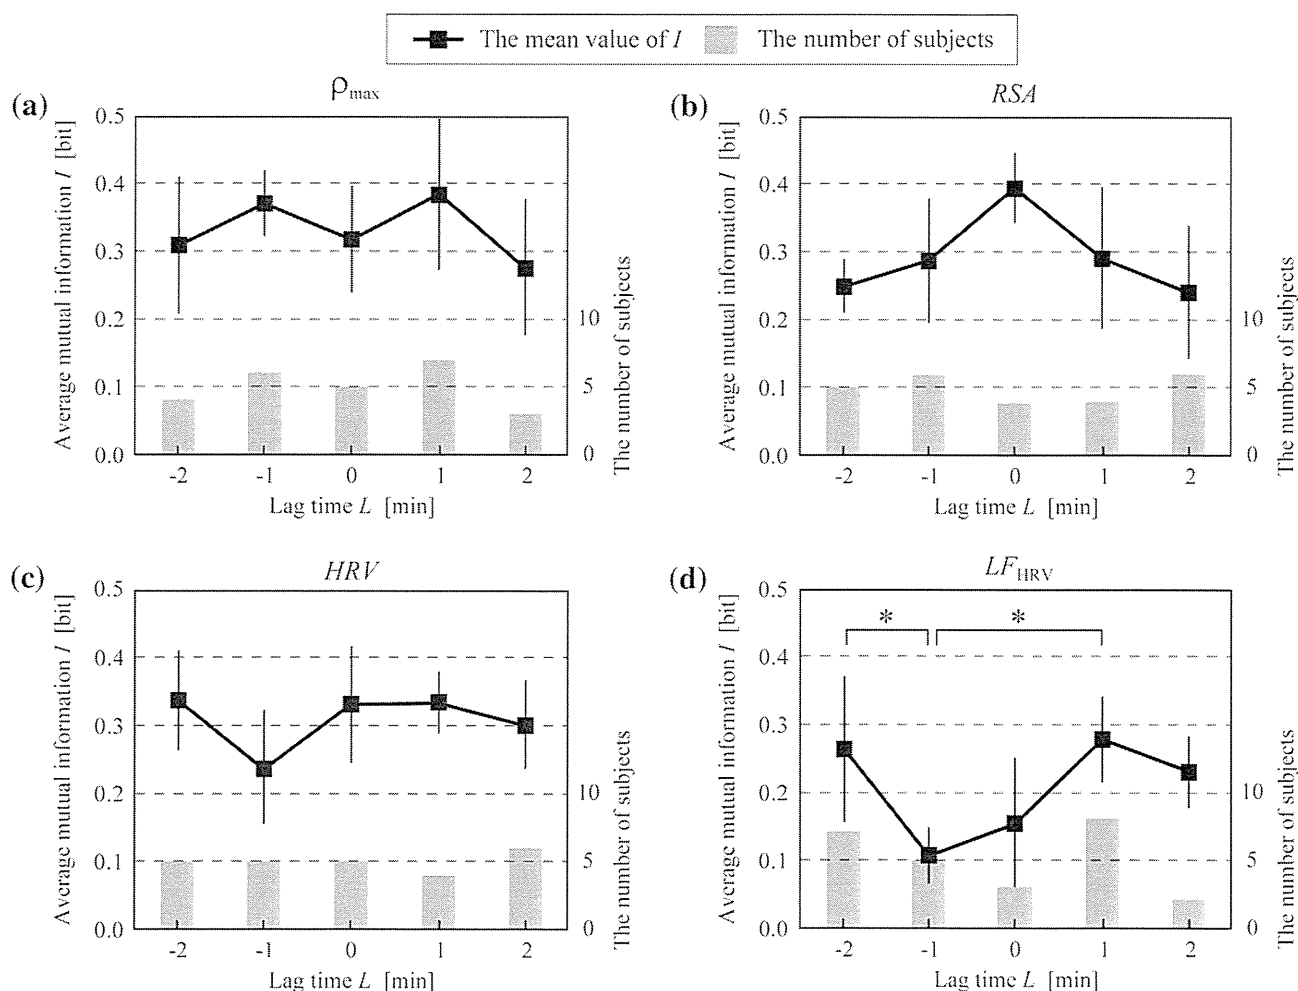 The mean value of I
The number of subjects
(a)
ρmax
Average mutual information I [bit]
0.5
0.4
0.3
0.2
0.1
0.0
The number of subjects
10
5
0
-2 -1 0 1 2
Lag time L [min]
(b)
RSA
Average mutual information I [bit]
0.5
0.4
0.3
0.2
0.1
0.0
The number of subjects
10
5
0
-2 -1 0 1 2
Lag time L [min]
(c)
HRV
Average mutual information I [bit]
0.5
0.4
0.3
0.2
0.1
0.0
The number of subjects
10
5
0
-2 -1 0 1 2
Lag time L [min]
(d)
LFHRV
Average mutual information I [bit]
0.5
0.4
0.3
0.2
0.1
0.0
* *
The number of subjects
10
5
0
-2 -1 0 1 2
Lag time L [min]